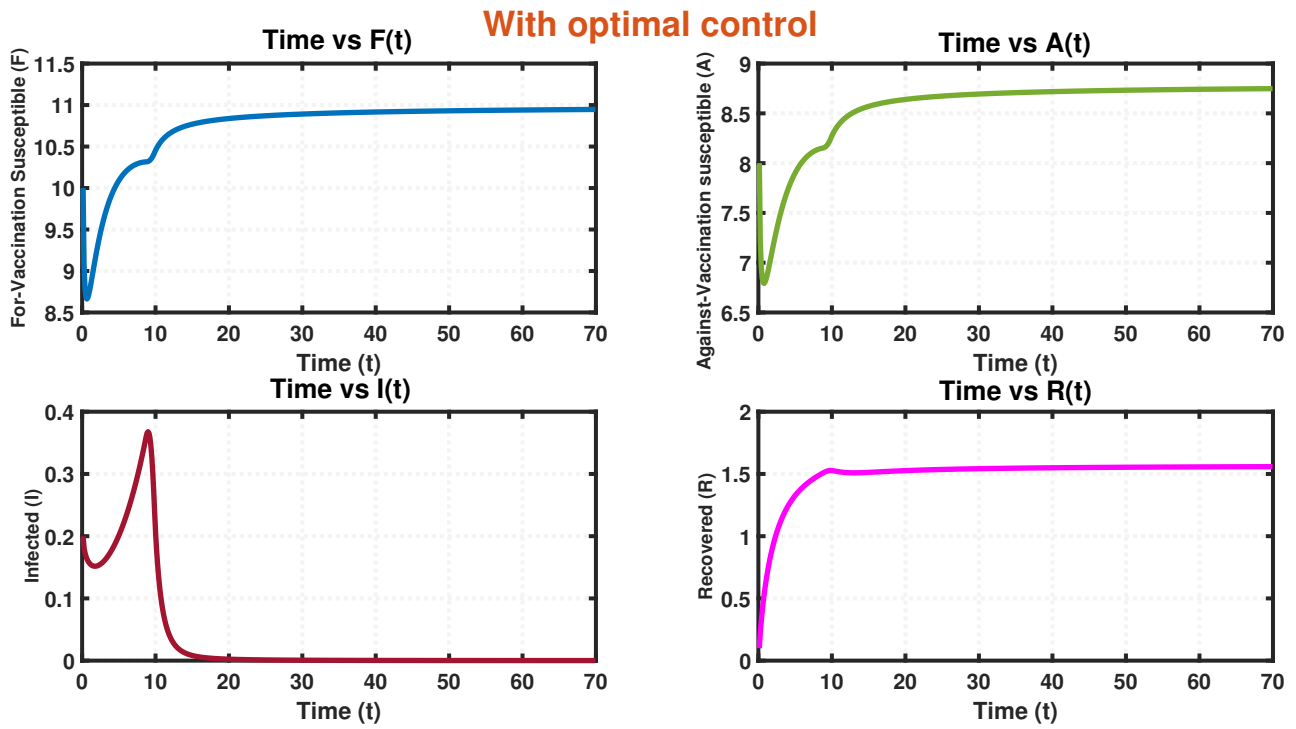 With optimal control
Time vs F(t)
For-Vaccination Susceptible (F)
11.5
11
10.5
10
9.5
9
8.5
0 10 20 30 40 50 60 70
Time (t)
Time vs A(t)
Against-Vaccination susceptible (A)
9
8.5
8
7.5
7
6.5
0 10 20 30 40 50 60 70
Time (t)
Time vs I(t)
Infected (I)
0.4
0.3
0.2
0.1
0
0 10 20 30 40 50 60 70
Time (t)
Time vs R(t)
Recovered (R)
2
1.5
1
0.5
0
0 10 20 30 40 50 60 70
Time (t)